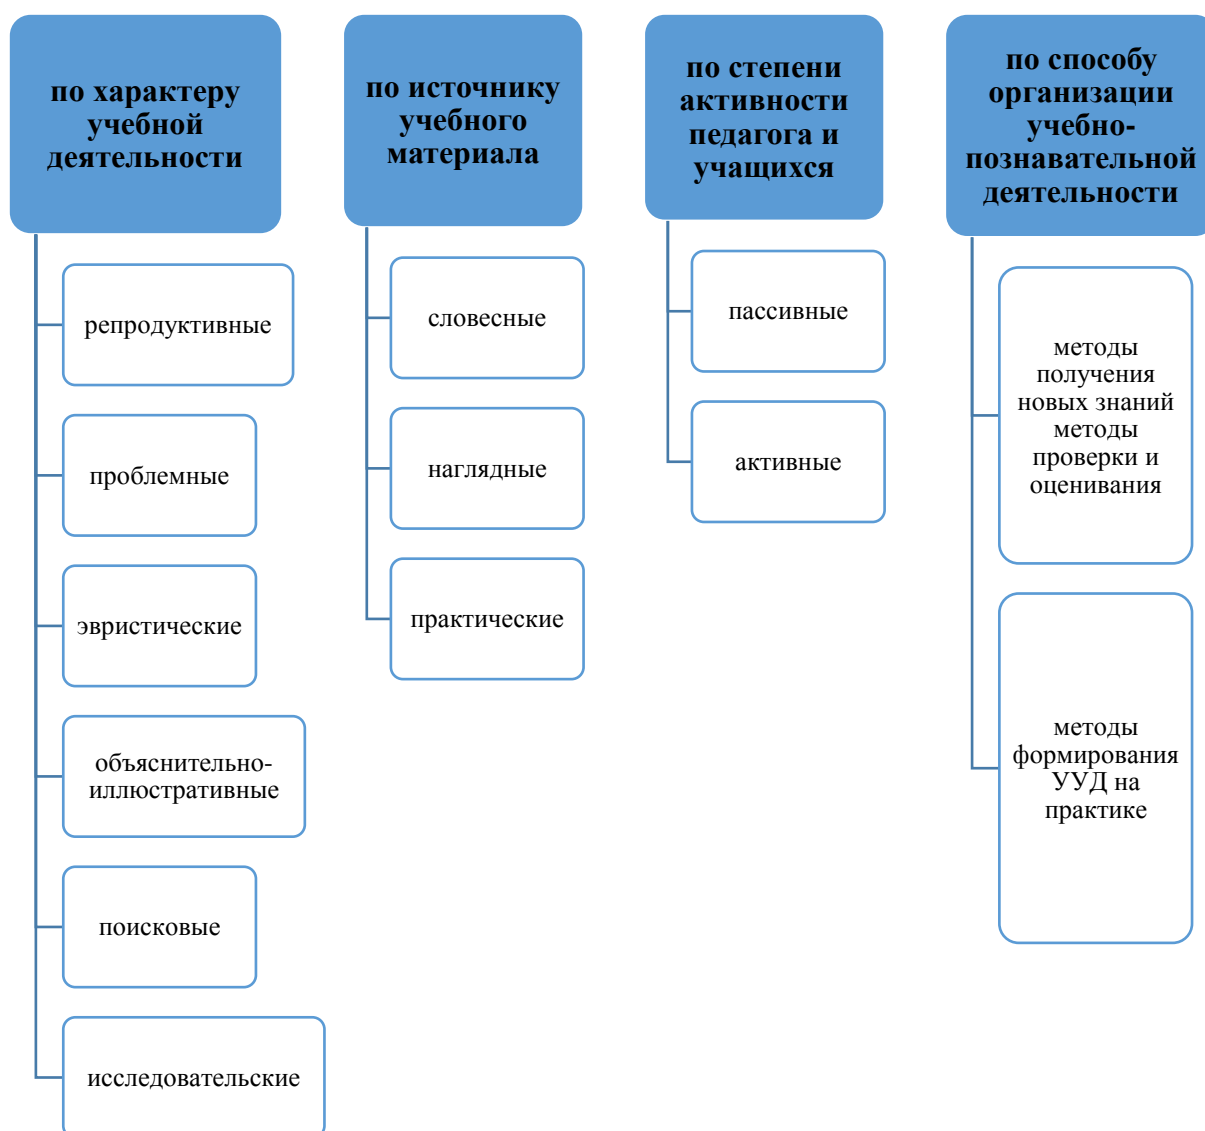 по характеру
учебной
деятельности
репродуктивные
проблемные
эвристические
объяснительно-
иллюстративные
поисковые
исследовательские
по источнику
учебного
материала
словесные
наглядные
практические
по степени
активности
педагога и
учащихся
пассивные
активные
по способу
организации
учебно-
познавательной
деятельности
методы
получения
новых знаний
методы
проверки и
оценивания
методы
формирования
УУД на
практике